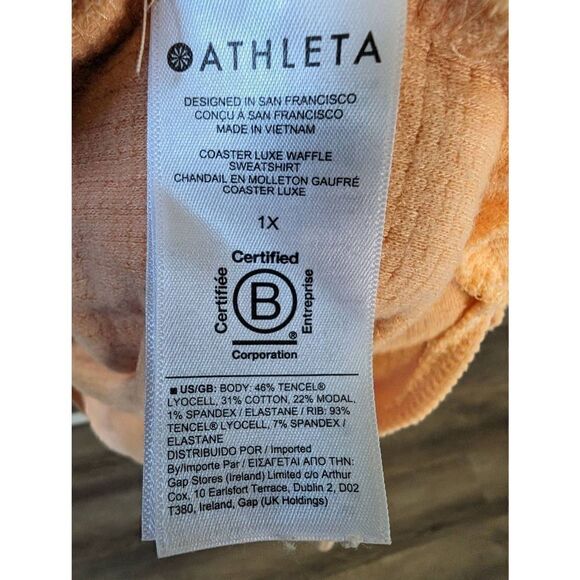 ATHLETA
DESIGNED IN SAN FRANCISCO
CONÇU À SAN FRANCISCO
MADE IN VIETNAM
COASTER LUXE WAFFLE
SWEATSHIRT
CHANDAIL EN MOLLETON GAUFRÉ
COASTER LUXE
1X
Certified
Certifiée
B
Entreprise
®
Corporation
■ US/GB: BODY: 46% TENCEL®
LYOCELL, 31% COTTON, 22% MODAL,
1% SPANDEX / ELASTANE / RIB: 93%
TENCEL® LYOCELL, 7% SPANDEX /
ELASTANE
DISTRIBUIDO POR / Imported
By/Importe Par / ΕΙΣΑΓΕΤΑΙ ΑΠΟ ΤΗΝ:
Gap Stores (Ireland) Limited c/o Arthur
Cox, 10 Earlsfort Terrace, Dublin 2, D02
T380, Ireland, Gap (UK Holdings)